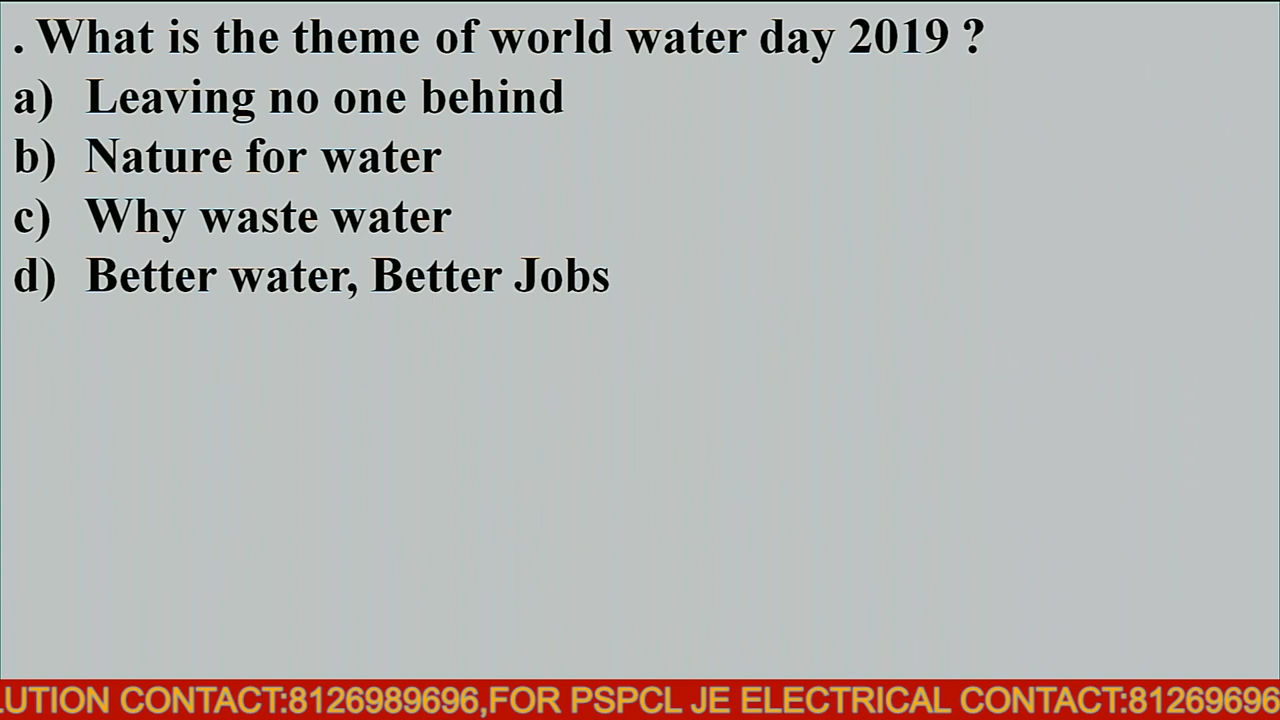 . What is the theme of world water day 2019 ?
a) Leaving no one behind
b) Nature for water
c) Why waste water
d) Better water, Better Jobs
LUTION CONTACT:8126989696,FOR PSPCL JE ELECTRICAL CONTACT:81269696